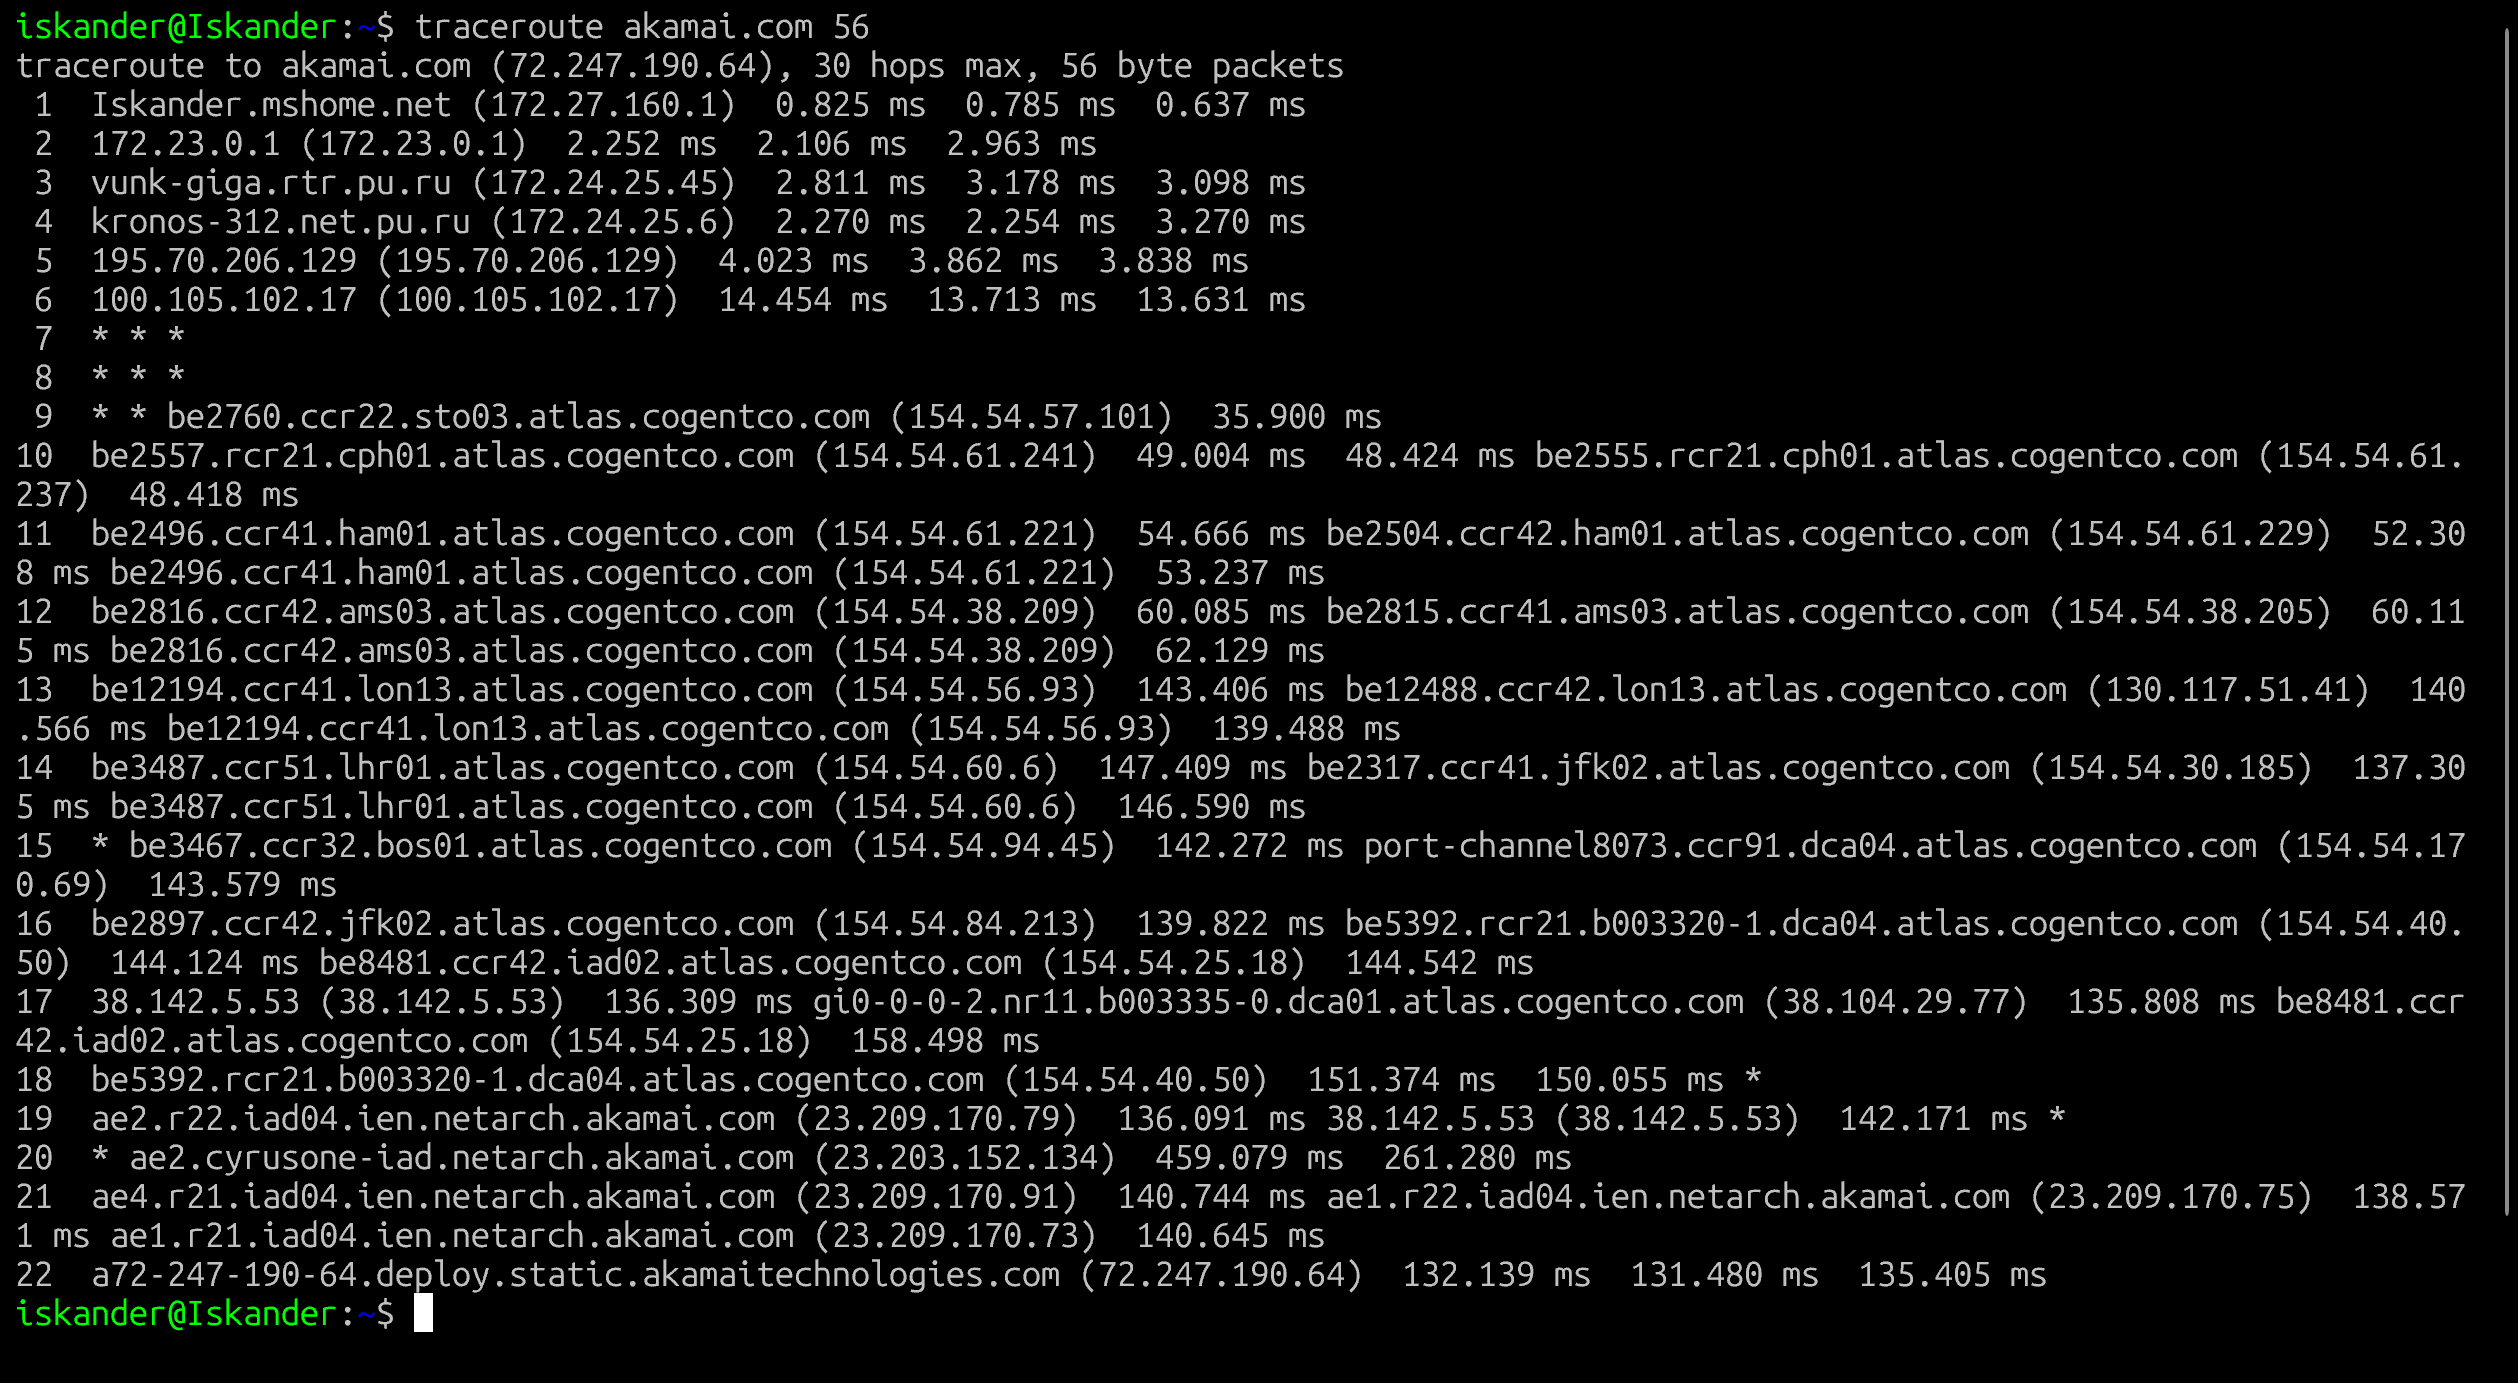 iskander@Iskander:~$ traceroute akamai.com 56
traceroute to akamai.com (72.247.190.64), 30 hops max, 56 byte packets
 1  Iskander.mshome.net (172.27.160.1)  0.825 ms  0.785 ms  0.637 ms
 2  172.23.0.1 (172.23.0.1)  2.252 ms  2.106 ms  2.963 ms
 3  vunk-giga.rtr.pu.ru (172.24.25.45)  2.811 ms  3.178 ms  3.098 ms
 4  kronos-312.net.pu.ru (172.24.25.6)  2.270 ms  2.254 ms  3.270 ms
 5  195.70.206.129 (195.70.206.129)  4.023 ms  3.862 ms  3.838 ms
 6  100.105.102.17 (100.105.102.17)  14.454 ms  13.713 ms  13.631 ms
 7  * * *
 8  * * *
 9  * * be2760.ccr22.sto03.atlas.cogentco.com (154.54.57.101)  35.900 ms
10  be2557.rcr21.cph01.atlas.cogentco.com (154.54.61.241)  49.004 ms  48.424 ms be2555.rcr21.cph01.atlas.cogentco.com (154.54.61.
237)  48.418 ms
11  be2496.ccr41.ham01.atlas.cogentco.com (154.54.61.221)  54.666 ms be2504.ccr42.ham01.atlas.cogentco.com (154.54.61.229)  52.30
8 ms be2496.ccr41.ham01.atlas.cogentco.com (154.54.61.221)  53.237 ms
12  be2816.ccr42.ams03.atlas.cogentco.com (154.54.38.209)  60.085 ms be2815.ccr41.ams03.atlas.cogentco.com (154.54.38.205)  60.11
5 ms be2816.ccr42.ams03.atlas.cogentco.com (154.54.38.209)  62.129 ms
13  be12194.ccr41.lon13.atlas.cogentco.com (154.54.56.93)  143.406 ms be12488.ccr42.lon13.atlas.cogentco.com (130.117.51.41)  140
.566 ms be12194.ccr41.lon13.atlas.cogentco.com (154.54.56.93)  139.488 ms
14  be3487.ccr51.lhr01.atlas.cogentco.com (154.54.60.6)  147.409 ms be2317.ccr41.jfk02.atlas.cogentco.com (154.54.30.185)  137.30
5 ms be3487.ccr51.lhr01.atlas.cogentco.com (154.54.60.6)  146.590 ms
15  * be3467.ccr32.bos01.atlas.cogentco.com (154.54.94.45)  142.272 ms port-channel8073.ccr91.dca04.atlas.cogentco.com (154.54.17
0.69)  143.579 ms
16  be2897.ccr42.jfk02.atlas.cogentco.com (154.54.84.213)  139.822 ms be5392.rcr21.b003320-1.dca04.atlas.cogentco.com (154.54.40.
50)  144.124 ms be8481.ccr42.iad02.atlas.cogentco.com (154.54.25.18)  144.542 ms
17  38.142.5.53 (38.142.5.53)  136.309 ms gi0-0-0-2.nr11.b003335-0.dca01.atlas.cogentco.com (38.104.29.77)  135.808 ms be8481.ccr
42.iad02.atlas.cogentco.com (154.54.25.18)  158.498 ms
18  be5392.rcr21.b003320-1.dca04.atlas.cogentco.com (154.54.40.50)  151.374 ms  150.055 ms *
19  ae2.r22.iad04.ien.netarch.akamai.com (23.209.170.79)  136.091 ms 38.142.5.53 (38.142.5.53)  142.171 ms *
20  * ae2.cyrusone-iad.netarch.akamai.com (23.203.152.134)  459.079 ms  261.280 ms
21  ae4.r21.iad04.ien.netarch.akamai.com (23.209.170.91)  140.744 ms ae1.r22.iad04.ien.netarch.akamai.com (23.209.170.75)  138.57
1 ms ae1.r21.iad04.ien.netarch.akamai.com (23.209.170.73)  140.645 ms
22  a72-247-190-64.deploy.static.akamaitechnologies.com (72.247.190.64)  132.139 ms  131.480 ms  135.405 ms
iskander@Iskander:~$